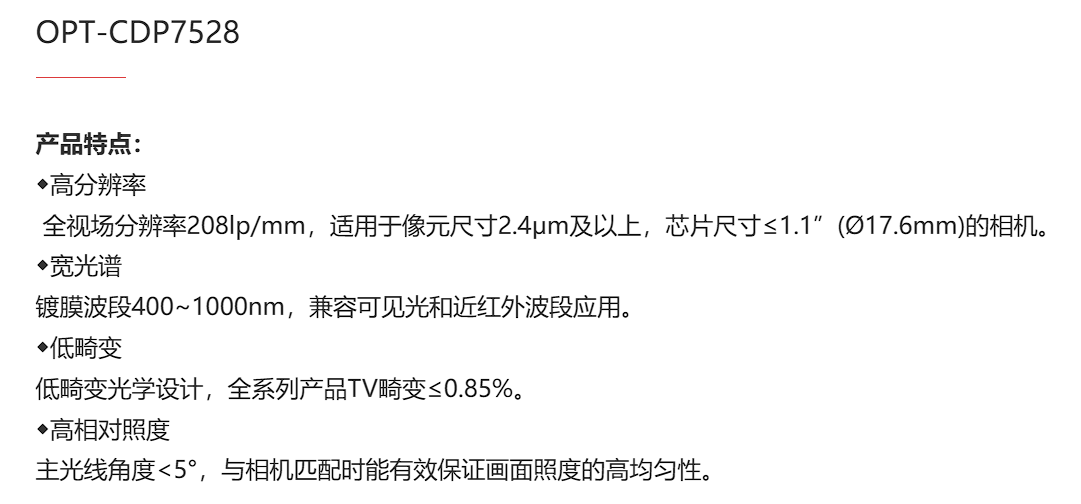 OPT-CDP7528
产品特点：
◆高分辨率
全视场分辨率208lp/mm，适用于像元尺寸2.4μm及以上，芯片尺寸≤1.1”(Ø17.6mm)的相机。
◆宽光谱
镀膜波段400~1000nm，兼容可见光和近红外波段应用。
◆低畸变
低畸变光学设计，全系列产品TV畸变≤0.85%。
◆高相对照度
主光线角度<5°，与相机匹配时能有效保证画面照度的高均匀性。